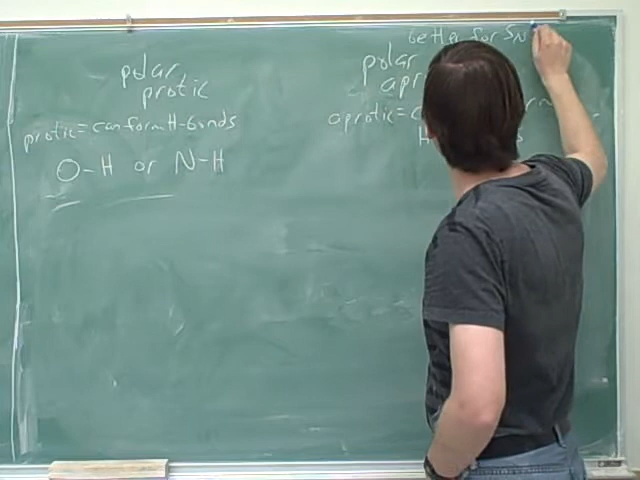 polar
protic
protic = can form H-bonds
O-H or N-H
better for SN
polar
apr
aprotic = c
H